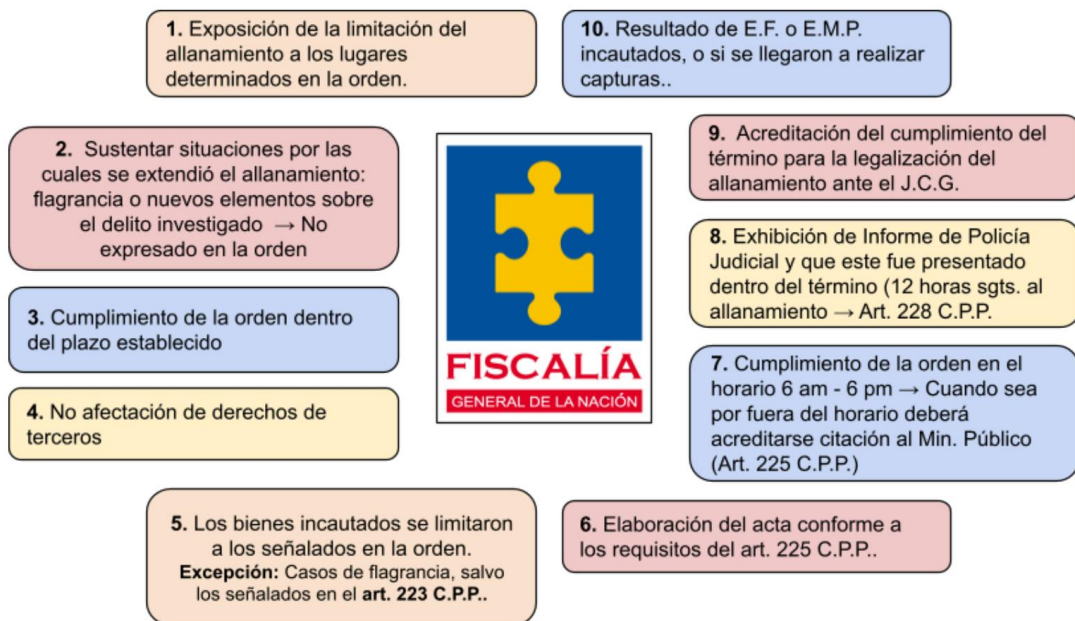 1. Exposición de la limitación del
allanamiento a los lugares
determinados en la orden.
2. Sustentar situaciones por las
cuales se extendió el allanamiento:
flagrancia o nuevos elementos sobre
el delito investigado → No
expresado en la orden
3. Cumplimiento de la orden dentro
del plazo establecido
4. No afectación de derechos de
terceros
5. Los bienes incautados se limitaron
a los señalados en la orden.
Excepción: Casos de flagrancia, salvo
los señalados en el art. 223 C.P.P..
6. Elaboración del acta conforme a
los requisitos del art. 225 C.P.P..
7. Cumplimiento de la orden en el
horario 6 am - 6 pm → Cuando sea
por fuera del horario deberá
acreditarse citación al Min. Público
(Art. 225 C.P.P.)
8. Exhibición de Informe de Policía
Judicial y que este fue presentado
dentro del término (12 horas sgts. al
allanamiento → Art. 228 C.P.P.
9. Acreditación del cumplimiento del
término para la legalización del
allanamiento ante el J.C.G.
10. Resultado de E.F. o E.M.P.
incautados, o si se llegaron a realizar
capturas..
FISCALÍA
GENERAL DE LA NACIÓN